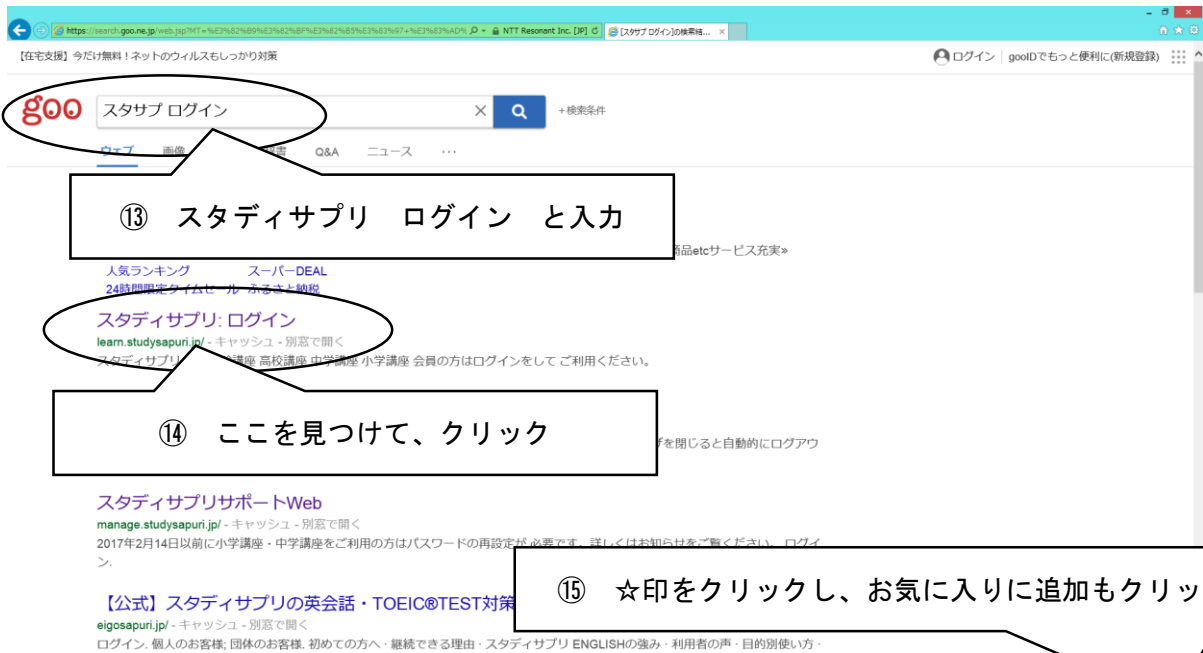 https://search.goo.ne.jp/web.jsp?MT=%E3%82%B9%E3%82%BF%E3%82%B5%E3%83%97+%E3%83%AD% NTT Resonant Inc. [JP] [スタサプ ログイン]の検索結...
【在宅支援】今だけ無料！ネットのウィルスもしっかり対策
ログイン gooIDでもっと便利に(新規登録)
goo スタサプ ログイン +検索条件
ウェブ 画像 Q&A ニュース ...
⑬ スタディサプリ ログイン と入力
商品etcサービス充実»
人気ランキング スーパーDEAL
24時間限定タイムセール ふるさと納税
スタディサプリ: ログイン
learn.studysapuri.jp/ - キャッシュ - 別窓で開く
スタディサプリ 講座 高校講座 中学講座 小学講座 会員の方はログインをして ご利用ください。
⑭ ここを見つけて、クリック
を閉じると自動的にログアウ
スタディサプリサポートWeb
manage.studysapuri.jp/ - キャッシュ - 別窓で開く
2017年2月14日以前に小学講座・中学講座をご利用の方はパスワードの再設定が 必要です。詳しくはお知らせをご覧ください。 ログイ
ン.
⑮ ☆印をクリックし、お気に入りに追加もクリッ
【公式】スタディサプリの英会話・TOEIC®TEST対策
eigosapuri.jp/ - キャッシュ - 別窓で開く
ログイン. 個人のお客様; 団体のお客様. 初めての方へ · 継続できる理由 · スタディサプリ ENGLISHの強み · 利用者の声 · 目的別使い方 ·